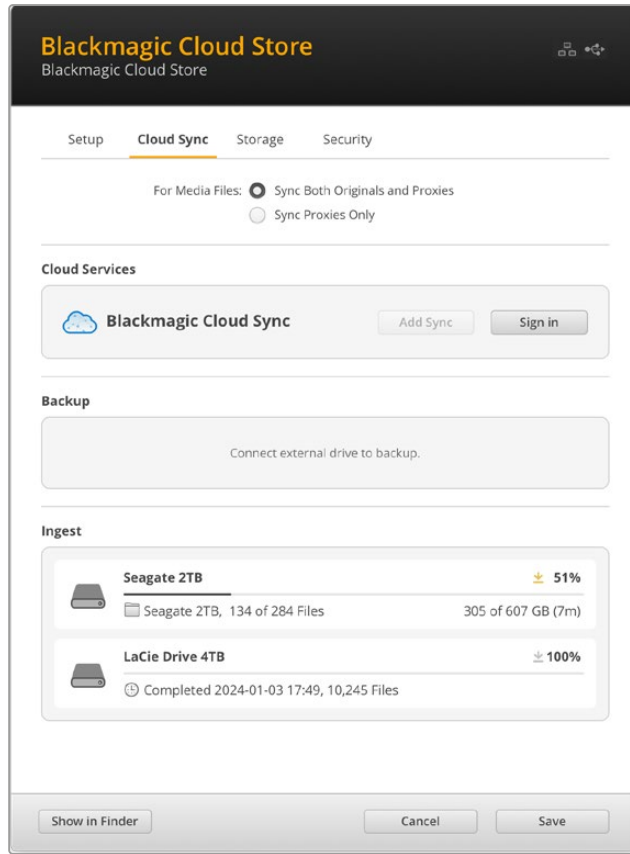 Blackmagic Cloud Store
Blackmagic Cloud Store
Setup Cloud Sync Storage Security
For Media Files: Sync Both Originals and Proxies
Sync Proxies Only
Cloud Services
Blackmagic Cloud Sync Add Sync Sign in
Backup
Connect external drive to backup.
Ingest
Seagate 2TB 51%
Seagate 2TB, 134 of 284 Files 305 of 607 GB (7m)
LaCie Drive 4TB 100%
Completed 2024-01-03 17:49, 10,245 Files
Show in Finder Cancel Save